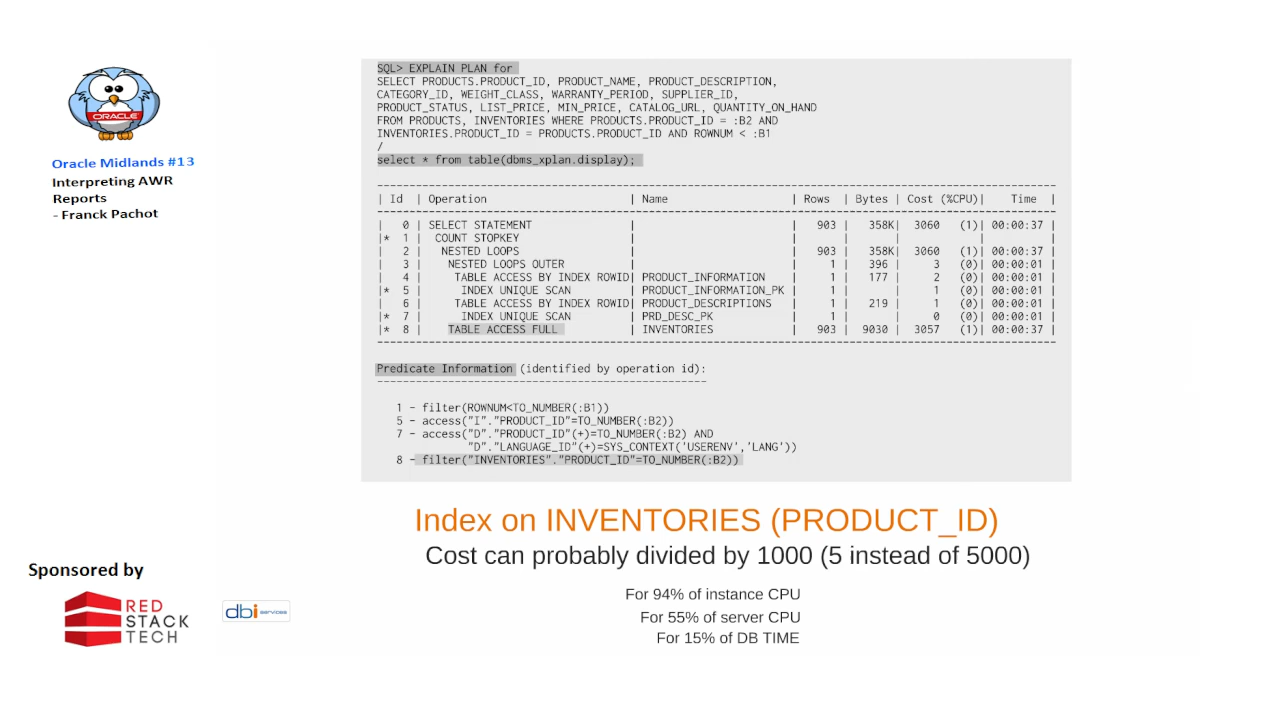 ORACLE
Oracle Midlands #13
Interpreting AWR
Reports
- Franck Pachot
SQL> EXPLAIN PLAN for
SELECT PRODUCTS.PRODUCT_ID, PRODUCT_NAME, PRODUCT_DESCRIPTION,
CATEGORY_ID, WEIGHT_CLASS, WARRANTY_PERIOD, SUPPLIER_ID,
PRODUCT_STATUS, LIST_PRICE, MIN_PRICE, CATALOG_URL, QUANTITY_ON_HAND
FROM PRODUCTS, INVENTORIES WHERE PRODUCTS.PRODUCT_ID = :B2 AND
INVENTORIES.PRODUCT_ID = PRODUCTS.PRODUCT_ID AND ROWNUM < :B1
/
select * from table(dbms_xplan.display);
--------------------------------------------------------------------------------------------------------
| Id | Operation | Name | Rows | Bytes | Cost (%CPU)| Time |
--------------------------------------------------------------------------------------------------------
| 0 | SELECT STATEMENT | | 903 | 358K| 3060 (1)| 00:00:37 |
|* 1 | COUNT STOPKEY | | | | | |
| 2 | NESTED LOOPS | | 903 | 358K| 3060 (1)| 00:00:37 |
| 3 | NESTED LOOPS OUTER | | 1 | 396 | 3 (0)| 00:00:01 |
| 4 | TABLE ACCESS BY INDEX ROWID| PRODUCT_INFORMATION | 1 | 177 | 2 (0)| 00:00:01 |
|* 5 | INDEX UNIQUE SCAN | PRODUCT_INFORMATION_PK | 1 | | 1 (0)| 00:00:01 |
| 6 | TABLE ACCESS BY INDEX ROWID| PRODUCT_DESCRIPTIONS | 1 | 219 | 1 (0)| 00:00:01 |
|* 7 | INDEX UNIQUE SCAN | PRD_DESC_PK | 1 | | 0 (0)| 00:00:01 |
|* 8 | TABLE ACCESS FULL | INVENTORIES | 903 | 9030 | 3057 (1)| 00:00:37 |
--------------------------------------------------------------------------------------------------------
Predicate Information (identified by operation id):
---------------------------------------------------
1 - filter(ROWNUM<TO_NUMBER(:B1))
5 - access("I"."PRODUCT_ID"=TO_NUMBER(:B2))
7 - access("D"."PRODUCT_ID"(+)=TO_NUMBER(:B2) AND
"D"."LANGUAGE_ID"(+)=SYS_CONTEXT('USERENV','LANG'))
8 - filter("INVENTORIES"."PRODUCT_ID"=TO_NUMBER(:B2))
Index on INVENTORIES (PRODUCT_ID)
Cost can probably divided by 1000 (5 instead of 5000)
For 94% of instance CPU
For 55% of server CPU
For 15% of DB TIME
Sponsored by
RED
STACK
TECH
dbi services